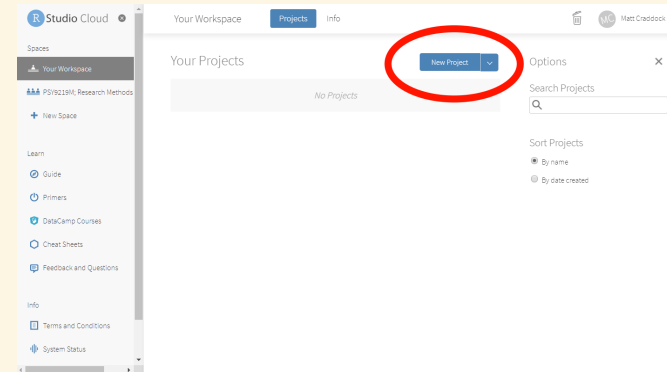 R Studio Cloud
Your Workspace Projects Info
MC Matt Craddock
Spaces
Your Workspace
PSY9219M; Research Methods
New Space
Learn
Guide
Primers
DataCamp Courses
Cheat Sheets
Feedback and Questions
Info
Terms and Conditions
System Status
Your Projects
New Project
No Projects
Options
Search Projects
Sort Projects
By name
By date created